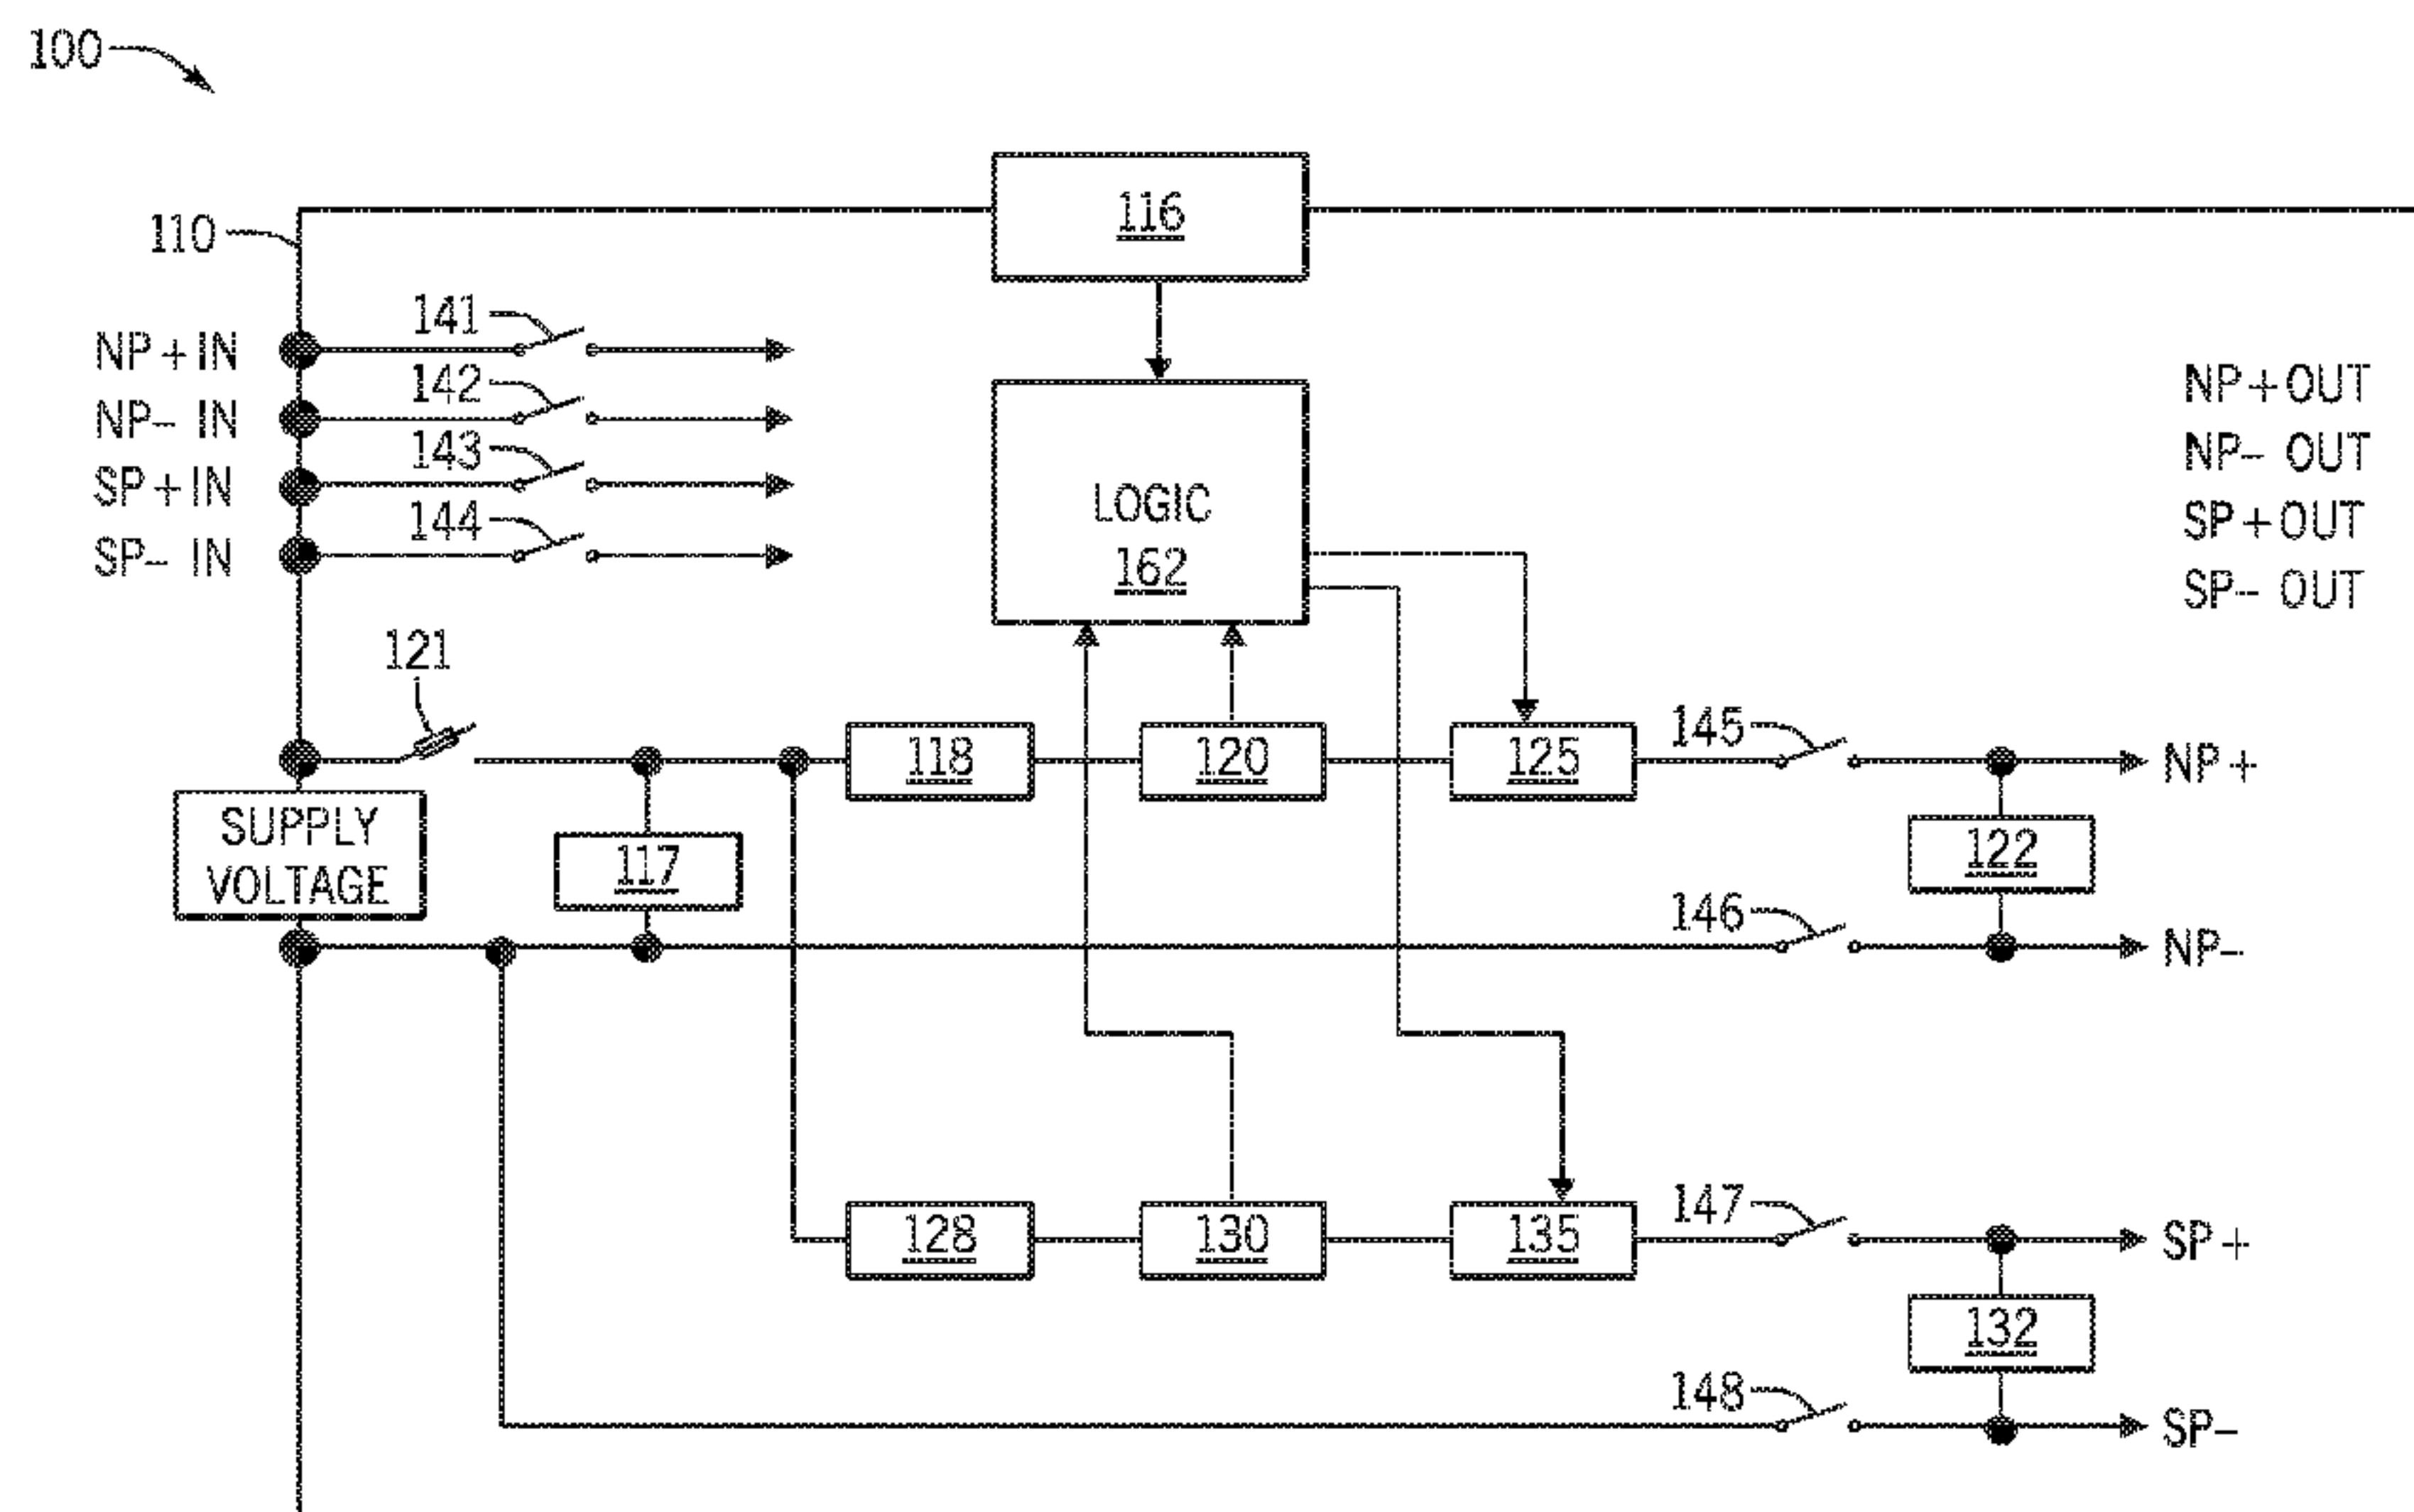 100
116
110
141
NP+IN
142
NP+OUT
NP- IN
143
NP- OUT
SP+IN
144
LOGIC
SP+OUT
SP- IN
162
SP- OUT
121
118
120
125
145
NP+
SUPPLY
VOLTAGE
117
122
146
NP-
128
130
135
147
SP+
132
148
SP-